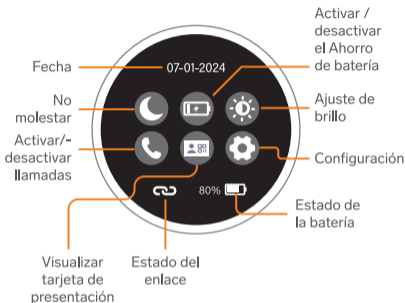 Activar /
desactivar
el Ahorro
de batería
Fecha
07-01-2024
No
molestar
Ajuste de
brillo
Activar/-
desactivar
llamadas
Configuración
80%
Estado de
la batería
Visualizar
tarjeta de
presentación
Estado del
enlace